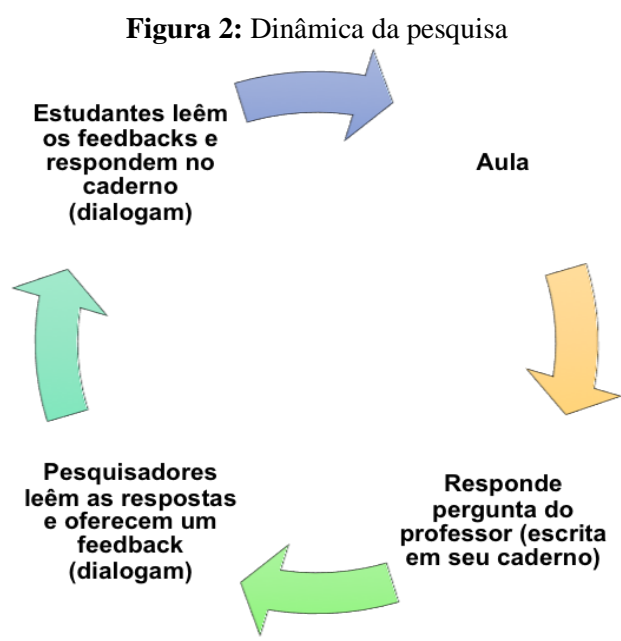 Figura 2: Dinâmica da pesquisa
Estudantes leêm
os feedbacks e
respondem no
caderno
(dialogam)
Aula
Responde
pergunta do
professor (escrita
em seu caderno)
Pesquisadores
leêm as respostas
e oferecem um
feedback
(dialogam)